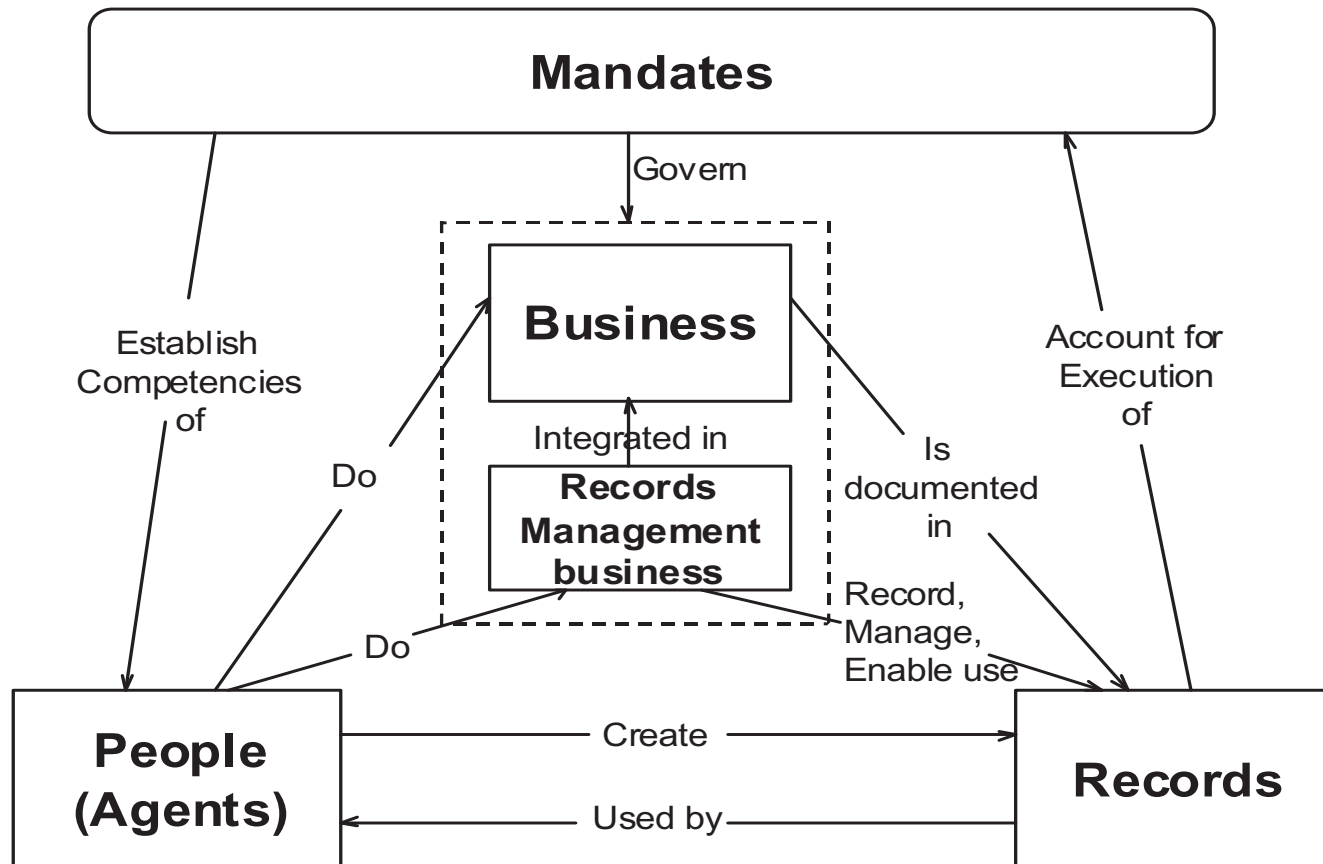 Mandates
Govern
Business
Establish
Competencies
of
Account for
Execution
of
Integrated in
Do
Is
documented
in
Records
Management
business
Do
Record,
Manage,
Enable use
People
(Agents)
Create
Used by
Records